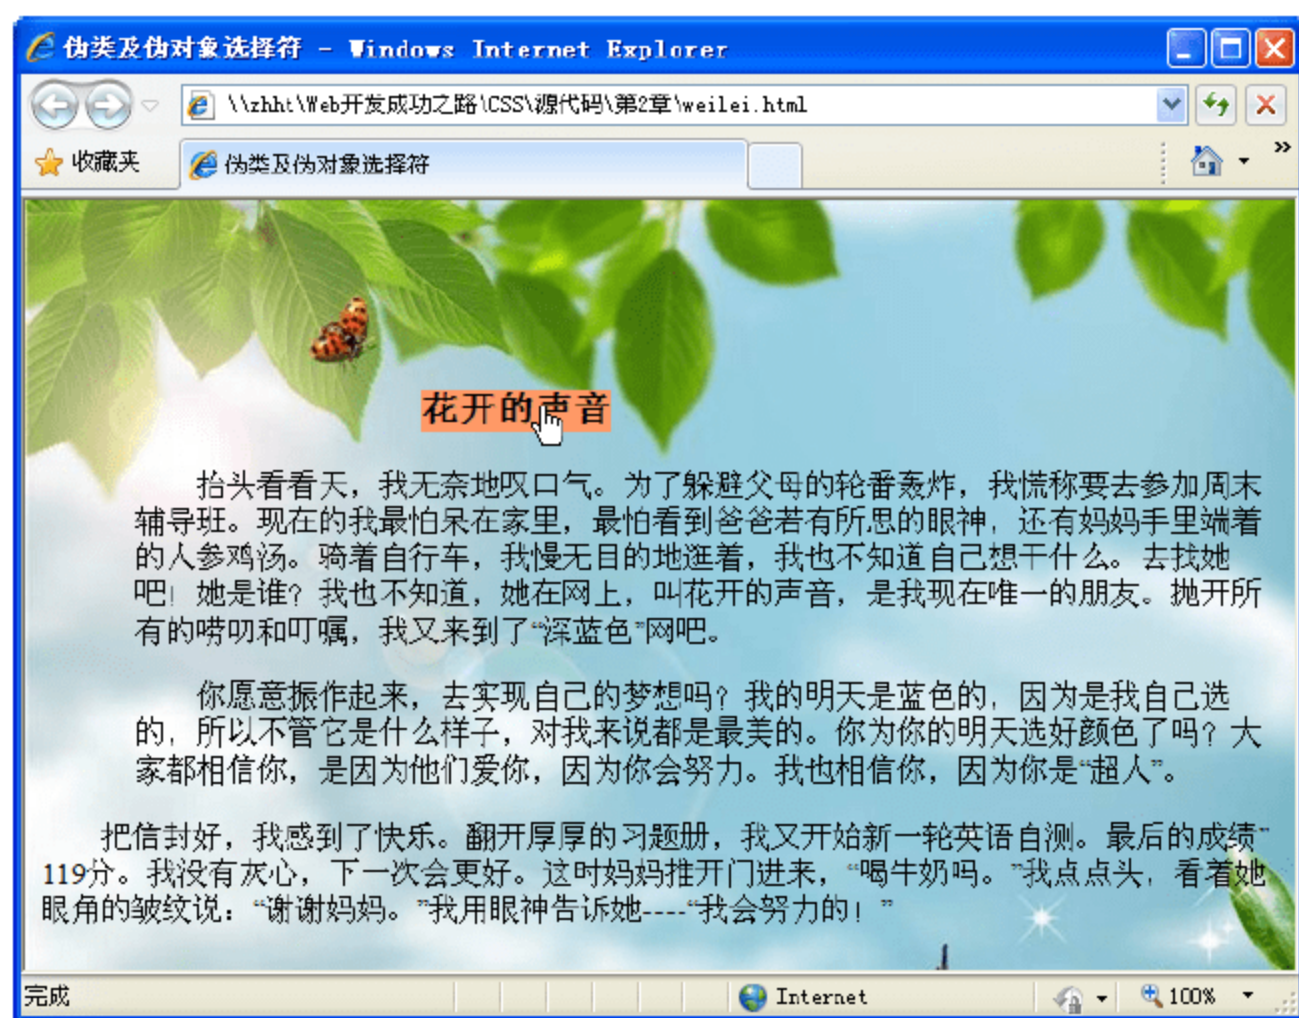 伪类及伪对象选择符 - Windows Internet Explorer
\\zhht\Web开发成功之路\CSS\源代码\第2章\weilei.html
收藏夹
伪类及伪对象选择符
花开的声音
抬头看看天，我无奈地叹口气。为了躲避父母的轮番轰炸，我慌称要去参加周末
辅导班。现在的我最怕呆在家里，最怕看到爸爸若有所思的眼神，还有妈妈手里端着
的人参鸡汤。骑着自行车，我慢无目的地逛着，我也不知道自己想干什么。去找她
吧！她是谁？我也不知道，她在网上，叫花开的声音，是我现在唯一的朋友。抛开所
有的唠叨和叮嘱，我又来到了“深蓝色”网吧。
你愿意振作起来，去实现自己的梦想吗？我的明天是蓝色的，因为是我自己选
的，所以不管它是什么样子，对我来说都是最美的。你为你的明天选好颜色了吗？大
家都相信你，是因为他们爱你，因为你会努力。我也相信你，因为你是“超人”。
把信封好，我感到了快乐。翻开厚厚的习题册，我又开始新一轮英语自测。最后的成绩”
119分。我没有灰心，下一次会更好。这时妈妈推开门进来，“喝牛奶吗。”我点点头，看着她
眼角的皱纹说：“谢谢妈妈。”我用眼神告诉她----“我会努力的！”
完成
Internet
100%